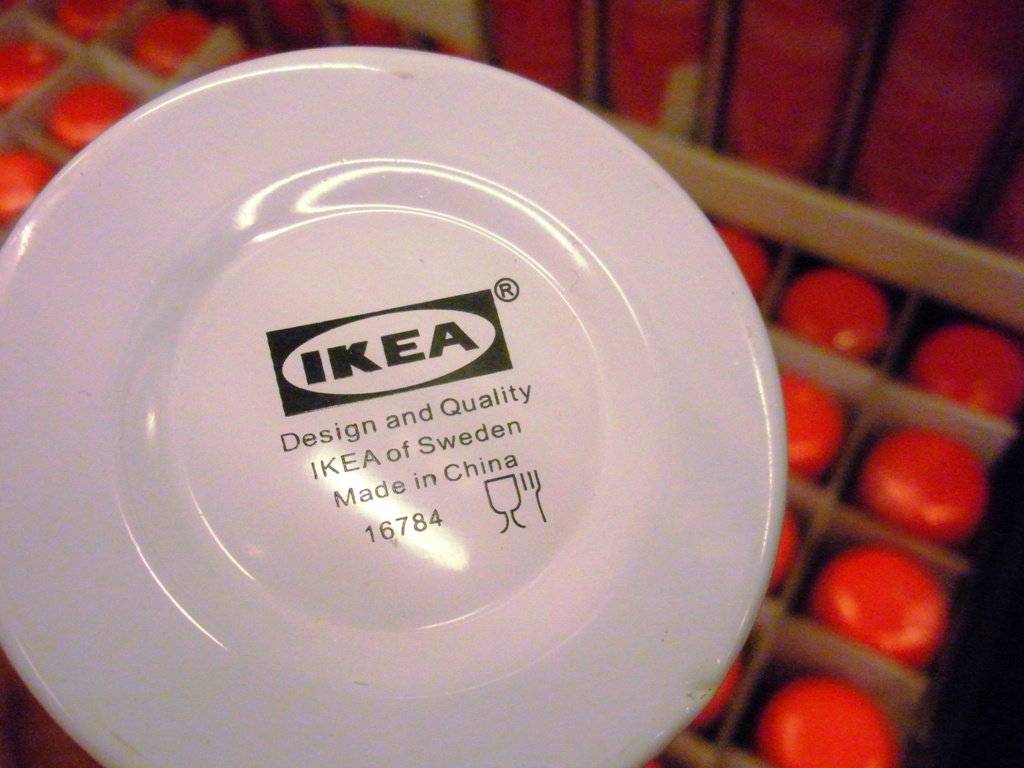 IKEA®
Design and Quality
IKEA of Sweden
Made in China
16784